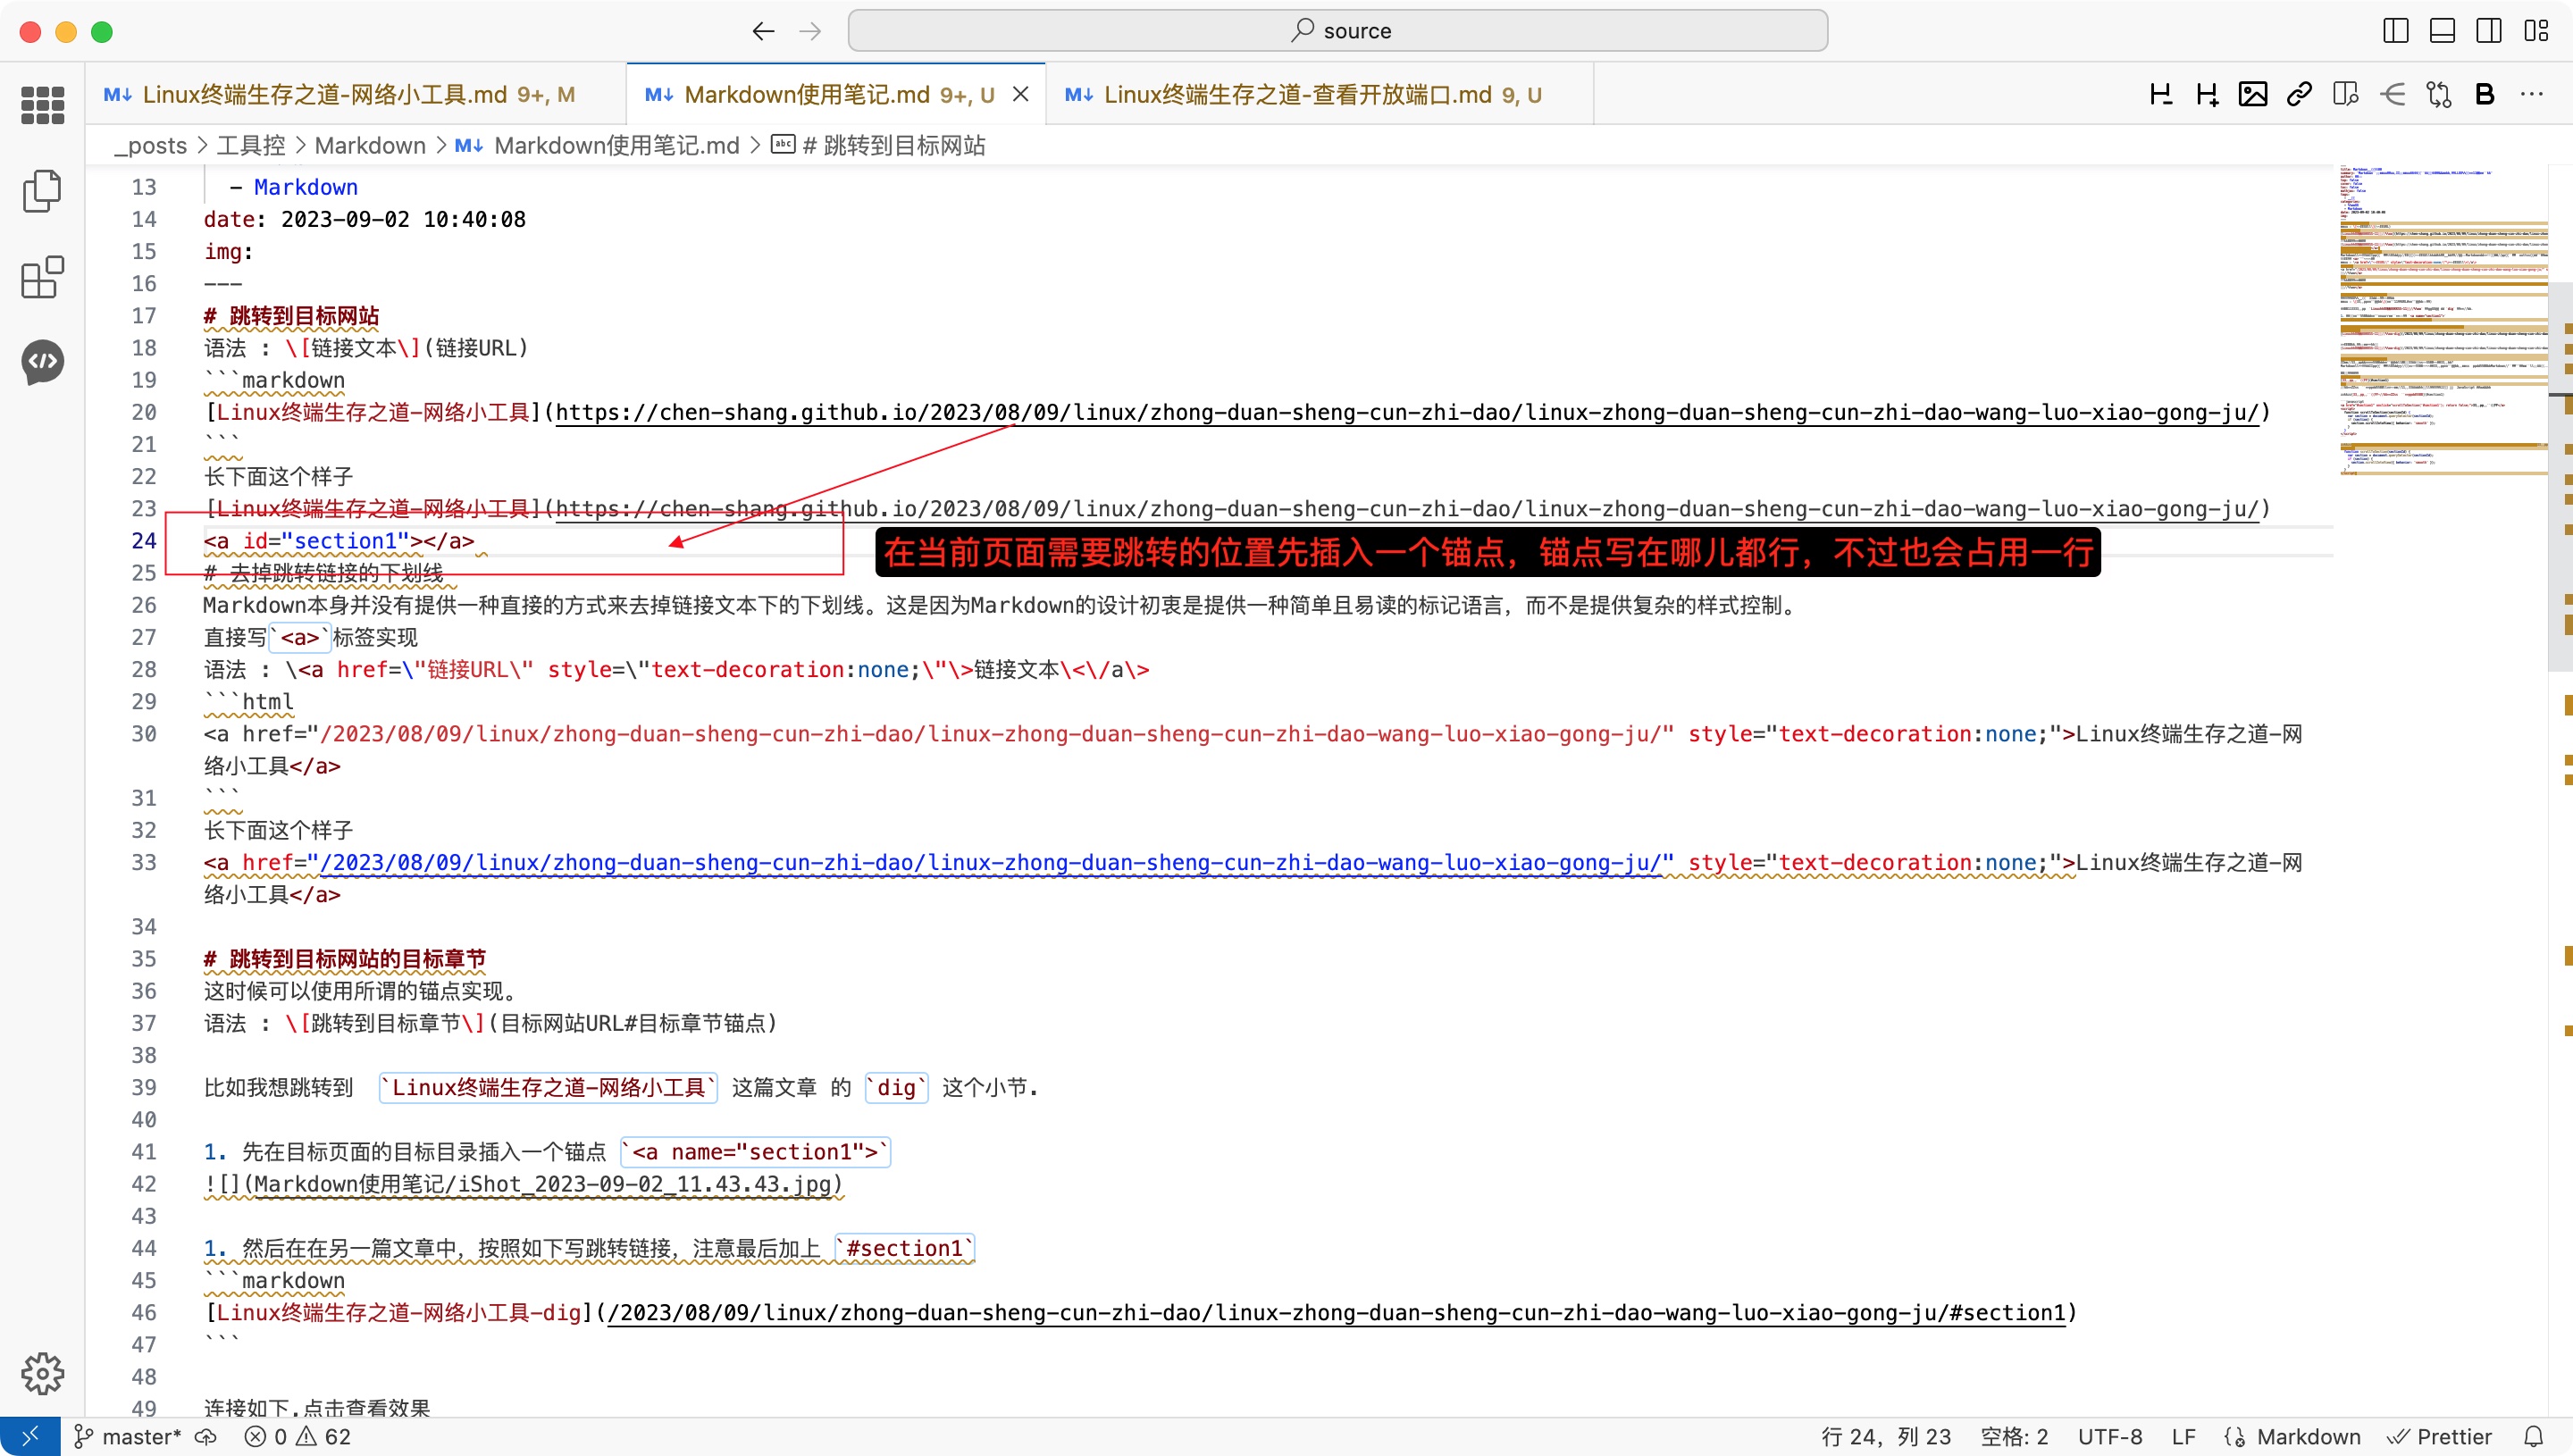 source
Linux终端生存之道-网络小工具.md 9+, M
Markdown使用笔记.md 9+, U
Linux终端生存之道-查看开放端口.md 9, U
_posts > 工具控 > Markdown > Markdown使用笔记.md > # 跳转到目标网站
13 - Markdown
14 date: 2023-09-02 10:40:08
15 img:
16 ---
17 # 跳转到目标网站
18 语法 : \[链接文本\](链接URL)
19 ```markdown
20 [Linux终端生存之道-网络小工具](https://chen-shang.github.io/2023/08/09/linux/zhong-duan-sheng-cun-zhi-dao/linux-zhong-duan-sheng-cun-zhi-dao-wang-luo-xiao-gong-ju/)
21 ```
22 长下面这个样子
23 [Linux终端生存之道-网络小工具](https://chen-shang.github.io/2023/08/09/linux/zhong-duan-sheng-cun-zhi-dao/linux-zhong-duan-sheng-cun-zhi-dao-wang-luo-xiao-gong-ju/)
24 <a id="section1"></a>
在当前页面需要跳转的位置先插入一个锚点，锚点写在哪儿都行，不过也会占用一行
25 # 去掉跳转链接的下划线
26 Markdown本身并没有提供一种直接的方式来去掉链接文本下的下划线。这是因为Markdown的设计初衷是提供一种简单且易读的标记语言，而不是提供复杂的样式控制。
27 直接写`<a>`标签实现
28 语法 : \<a href=\"链接URL\" style=\"text-decoration:none;\"\>链接文本\<\/a\>
29 ```html
30 <a href="/2023/08/09/linux/zhong-duan-sheng-cun-zhi-dao/linux-zhong-duan-sheng-cun-zhi-dao-wang-luo-xiao-gong-ju/" style="text-decoration:none;">Linux终端生存之道-网
络小工具</a>
31 ```
32 长下面这个样子
33 <a href="/2023/08/09/linux/zhong-duan-sheng-cun-zhi-dao/linux-zhong-duan-sheng-cun-zhi-dao-wang-luo-xiao-gong-ju/" style="text-decoration:none;">Linux终端生存之道-网
络小工具</a>
34
35 # 跳转到目标网站的目标章节
36 这时候可以使用所谓的锚点实现。
37 语法 : \[跳转到目标章节\](目标网站URL#目标章节锚点)
38
39 比如我想跳转到 `Linux终端生存之道-网络小工具` 这篇文章 的 `dig` 这个小节.
40
41 1. 先在目标页面的目标目录插入一个锚点 `<a name="section1">`
42 ![](Markdown使用笔记/iShot_2023-09-02_11.43.43.jpg)
43
44 1. 然后在在另一篇文章中，按照如下写跳转链接，注意最后加上 `#section1`
45 ```markdown
46 [Linux终端生存之道-网络小工具-dig](/2023/08/09/linux/zhong-duan-sheng-cun-zhi-dao/linux-zhong-duan-sheng-cun-zhi-dao-wang-luo-xiao-gong-ju/#section1)
47 ```
48
49 连接如下,点击查看效果
master* 0 62 行 24，列 23 空格: 2 UTF-8 LF Markdown Prettier